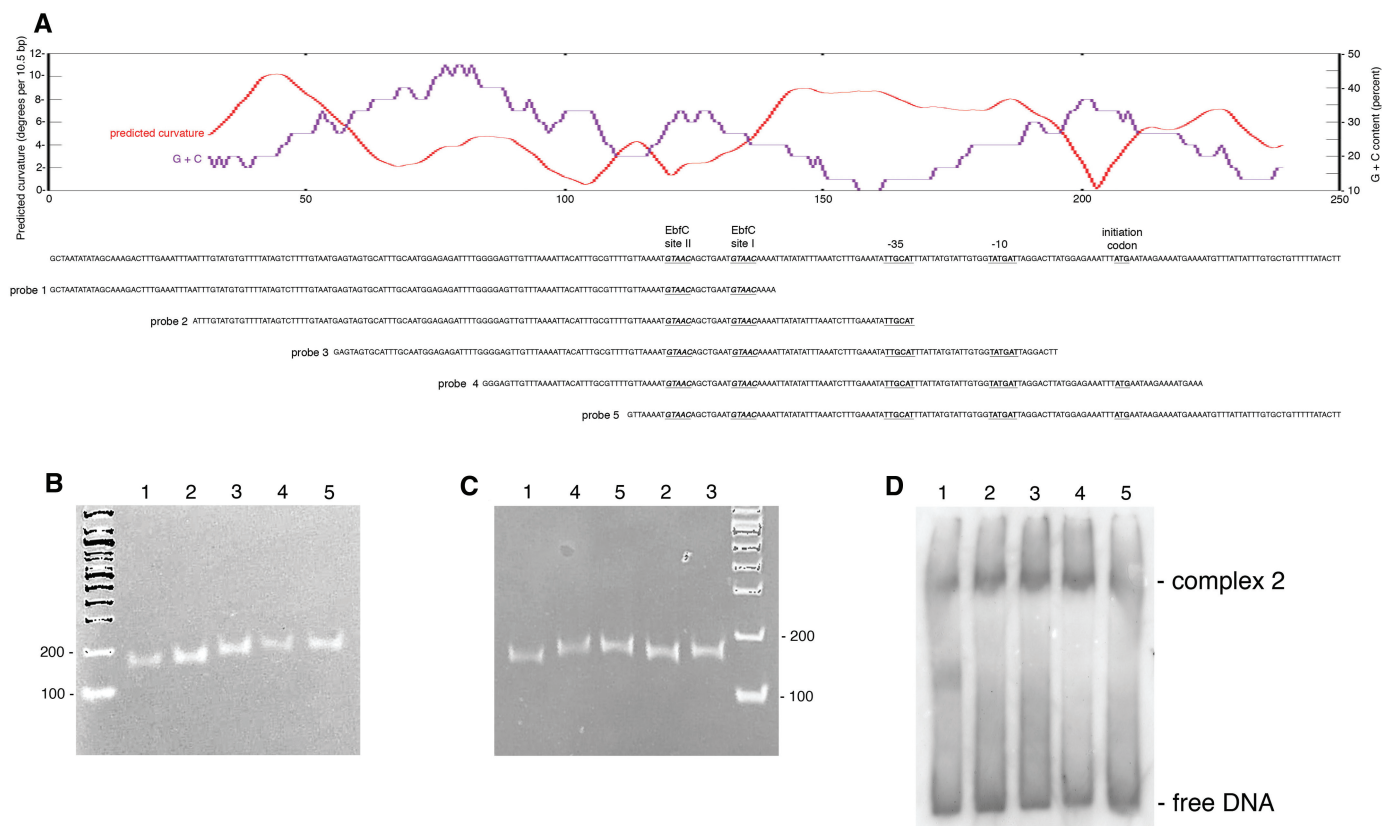 A
Predicted curvature (degrees per 10.5 bp)
12-
10-
8-
6-
4-
2-
0-
predicted curvature
G + C
50
40
30
20
10
G + C content (percent)
0
50
100
150
200
250
EbfC site II
EbfC site I
-35
-10
initiation codon
GCTAATATATAGCAAAGACTTTGAAATTTAATTTGTATGTGTTTTATAGTCTTTTGTAATGAGTAGTGCATTTGCAATGGAGAGATTTTGGGGAGTTGTTTAAAATTACATTTGCGTTTTGTTAAAATGTAACAGCTGAATGTAACAAAATTATATATTTAAATCTTTGAAATATTGCATTTATTATGTATTGTGGTATGATTAGGACTTATGGAGAAATTTATGAATAAGAAAATGAAAATGTTTATTATTTGTGCTGTTTTTATACTT
probe 1 GCTAATATATAGCAAAGACTTTGAAATTTAATTTGTATGTGTTTTATAGTCTTTTGTAATGAGTAGTGCATTTGCAATGGAGAGATTTTGGGGAGTTGTTTAAAATTACATTTGCGTTTTGTTAAAATGTAACAGCTGAATGTAACAAAA
probe 2 ATTTGTATGTGTTTTATAGTCTTTTGTAATGAGTAGTGCATTTGCAATGGAGAGATTTTGGGGAGTTGTTTAAAATTACATTTGCGTTTTGTTAAAATGTAACAGCTGAATGTAACAAAATTATATATTTAAATCTTTGAAATATTGCAT
probe 3 GAGTAGTGCATTTGCAATGGAGAGATTTTGGGGAGTTGTTTAAAATTACATTTGCGTTTTGTTAAAATGTAACAGCTGAATGTAACAAAATTATATATTTAAATCTTTGAAATATTGCATTTATTATGTATTGTGGTATGATTAGGACTT
probe 4 GGGAGTTGTTTAAAATTACATTTGCGTTTTGTTAAAATGTAACAGCTGAATGTAACAAAATTATATATTTAAATCTTTGAAATATTGCATTTATTATGTATTGTGGTATGATTAGGACTTATGGAGAAATTTATGAATAAGAAAATGAAA
probe 5 GTTAAAATGTAACAGCTGAATGTAACAAAATTATATATTTAAATCTTTGAAATATTGCATTTATTATGTATTGTGGTATGATTAGGACTTATGGAGAAATTTATGAATAAGAAAATGAAAATGTTTATTATTTGTGCTGTTTTTATACTT
B
1 2 3 4 5
200 -
100 -
C
1 4 5 2 3
- 200
- 100
D
1 2 3 4 5
- complex 2
- free DNA